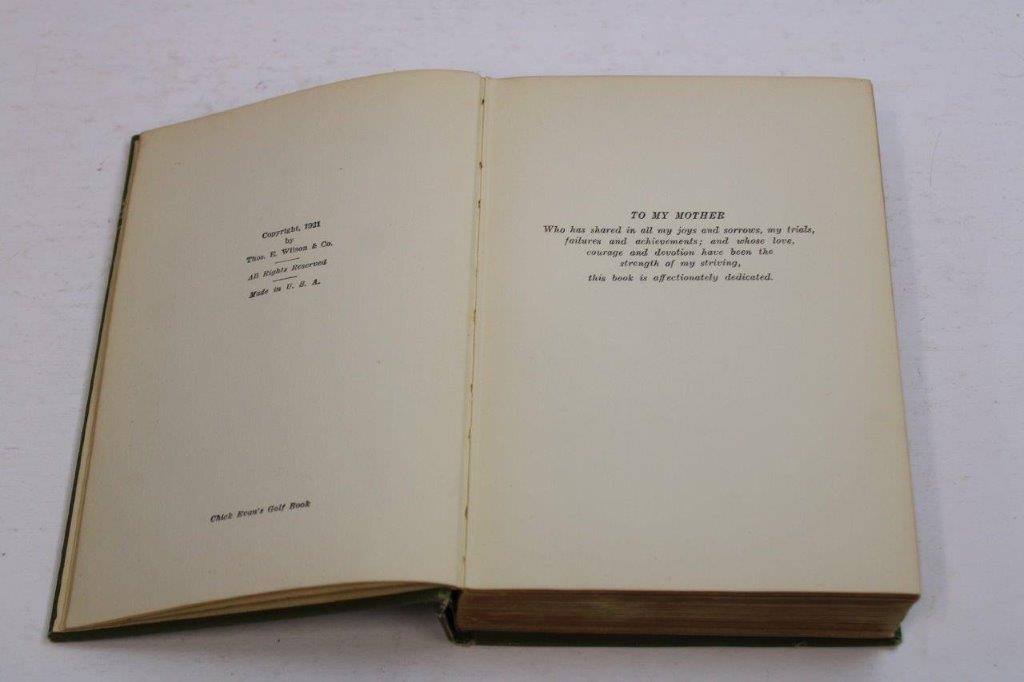 Copyright, 1921
by
Thos. E. Wilson & Co.
All Rights Reserved
Made in U. S. A.
Chick Evan's Golf Book
TO MY MOTHER
Who has shared in all my joys and sorrows, my trials,
failures and achievements; and whose love,
courage and devotion have been the
strength of my striving,
this book is affectionately dedicated.